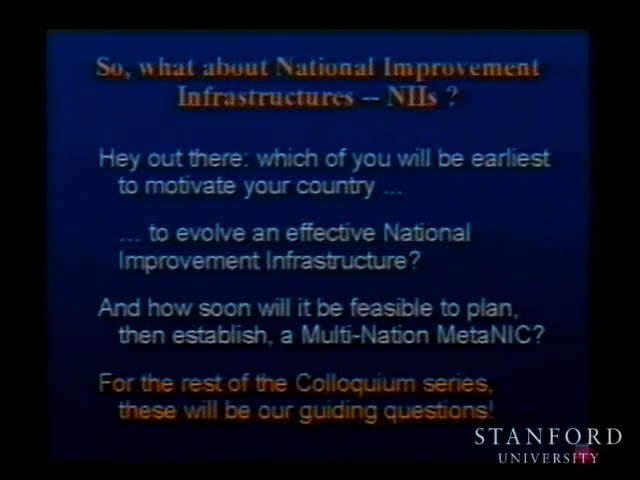 So, what about National Improvement
Infrastructures -- NIIs ?
Hey out there: which of you will be earliest
to motivate your country ...
... to evolve an effective National
Improvement Infrastructure?
And how soon will it be feasible to plan,
then establish, a Multi-Nation MetaNIC?
For the rest of the Colloquium series,
these will be our guiding questions!
STANFORD
UNIVERSITY